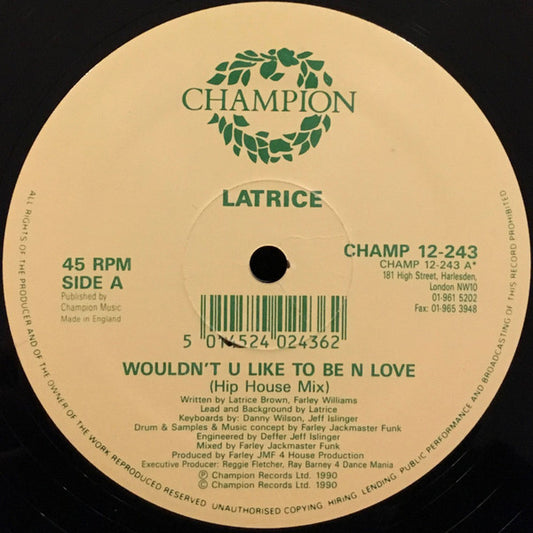 CHAMPION
LATRICE
45 RPM
SIDE A
Published by
Champion Music
Made in England
CHAMP 12-243
CHAMP 12-243 A*
181 High Street, Harlesden,
London NW10
01-961 5202
Fax: 01-965 3948
5 014524 024362
WOULDN'T U LIKE TO BE N LOVE
(Hip House Mix)
Written by Latrice Brown, Farley Williams
Lead and Background by Latrice
Keyboards by: Danny Wilson, Jeff Islinger
Drum & Samples & Music concept by Farley Jackmaster Funk
Engineered by Deffer Jeff Islinger
Mixed by Farley Jackmaster Funk
Produced by Farley JMF 4 House Production
Executive Producer: Reggie Fletcher, Ray Barney 4 Dance Mania
℗ Champion Records Ltd. 1990
© Champion Records Ltd. 1990
ALL RIGHTS OF THE PRODUCER AND OF THE OWNER OF THE WORK REPRODUCED RESERVED. UNAUTHORISED COPYING, HIRING, LENDING, PUBLIC PERFORMANCE AND BROADCASTING OF THIS RECORD PROHIBITED